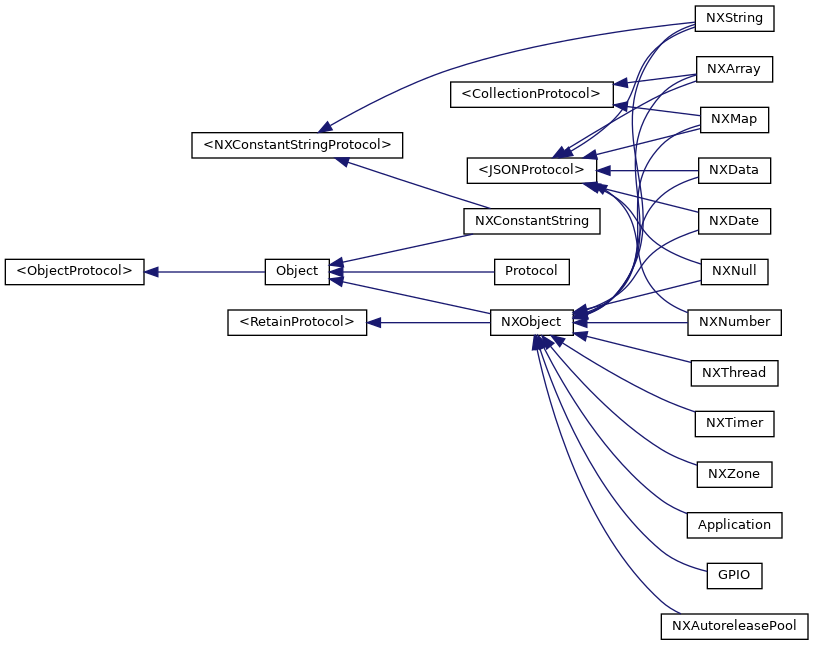 NXString
NXArray
<CollectionProtocol>
NXMap
<NXConstantStringProtocol>
<JSONProtocol>
NXData
NXConstantString
NXDate
<ObjectProtocol>
Object
Protocol
NXNull
<RetainProtocol>
NXObject
NXNumber
NXThread
NXTimer
NXZone
Application
GPIO
NXAutoreleasePool